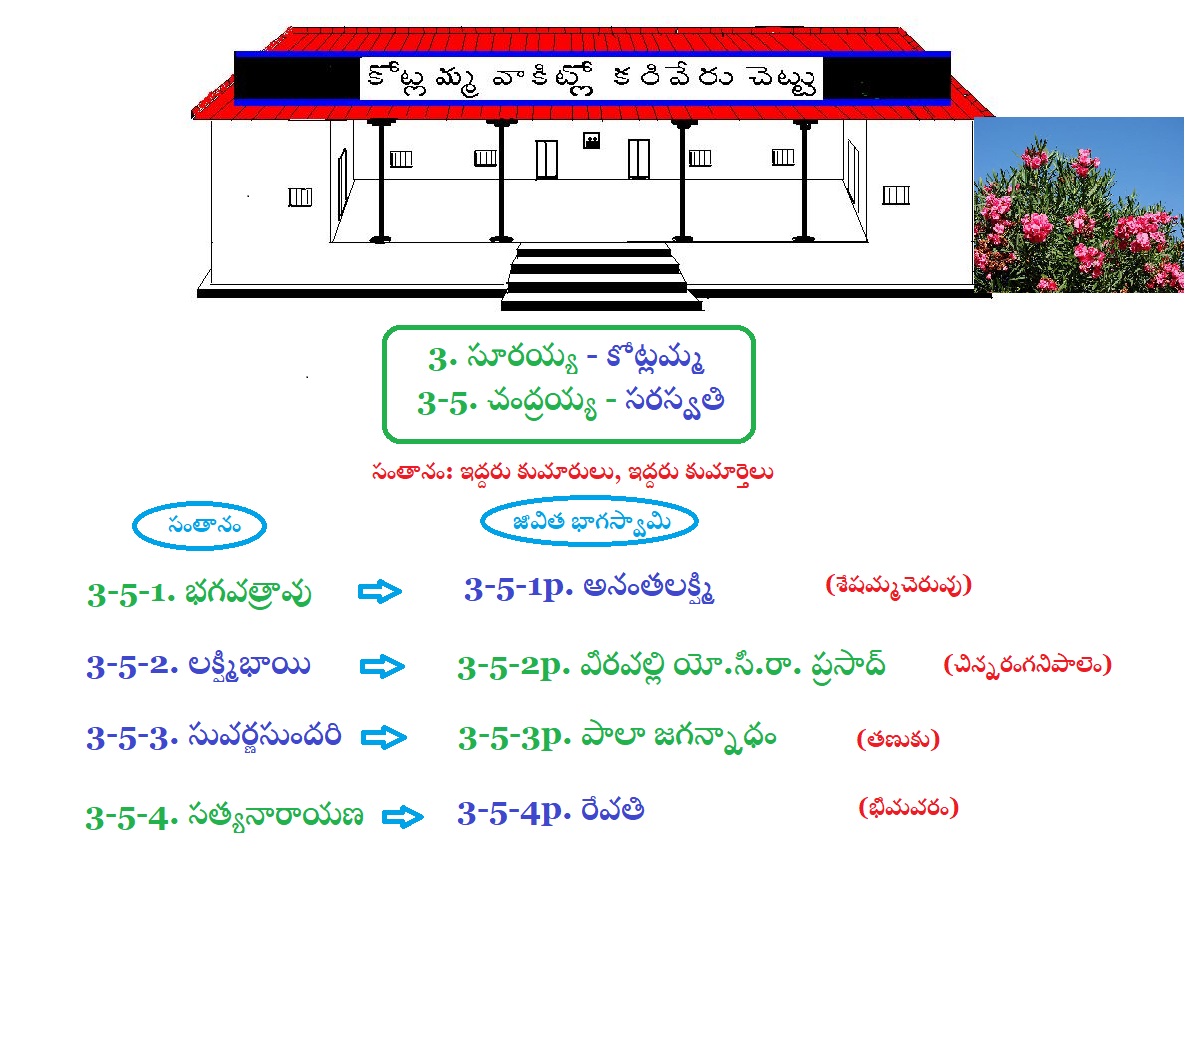 కోట్లమ్మ వాకిట్లో కరివేరు చెట్టు
3. సూరయ్య - కోట్లమ్మ
3-5. చంద్రయ్య - సరస్వతి
సంతానం: ఇద్దరు కుమారులు, ఇద్దరు కుమార్తెలు
సంతానం జీవిత భాగస్వామి
3-5-1. భగవత్రావు 3-5-1p. అనంతలక్ష్మి (శేషమ్మచెరువు)
3-5-2. లక్ష్మిభాయి 3-5-2p. వీరవల్లి యో.సి.రా. ప్రసాద్ (చిన్నరంగనిపాలెం)
3-5-3. సువర్ణసుందరి 3-5-3p. పాలా జగన్నాధం (తణుకు)
3-5-4. సత్యనారాయణ 3-5-4p. రేవతి (భీమవరం)